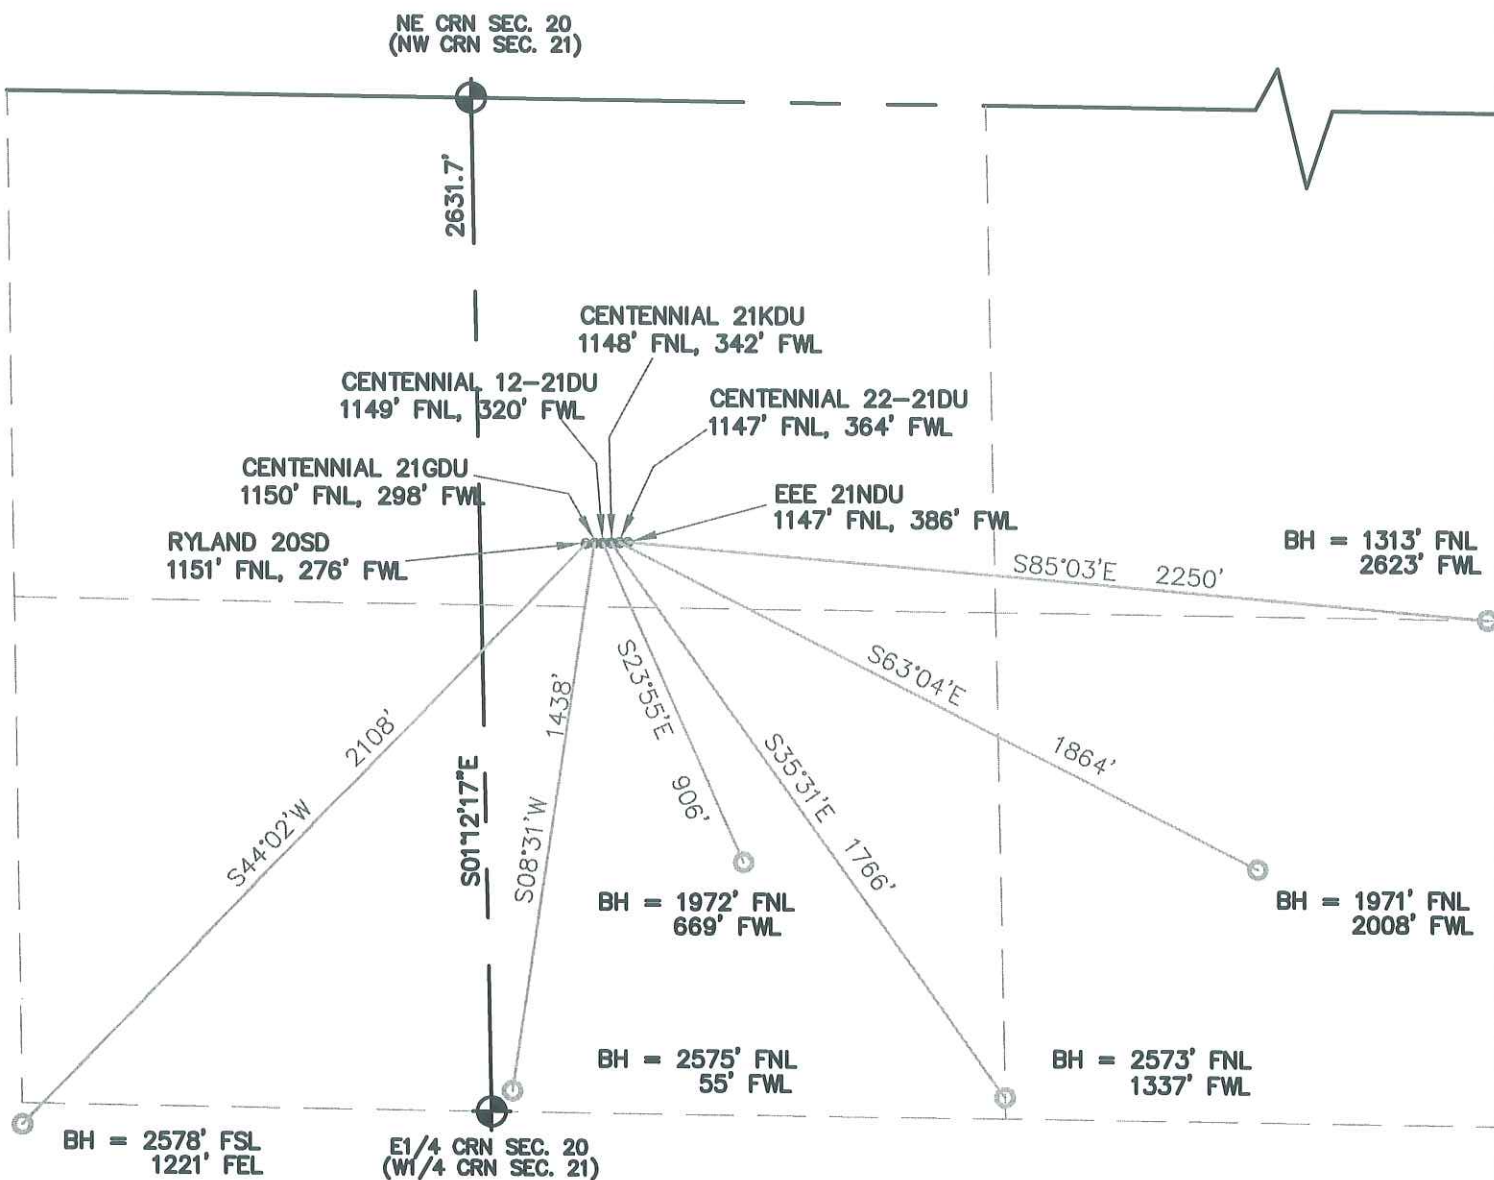 NE CRN SEC. 20
(NW CRN SEC. 21)
2631.7'
CENTENNIAL 21KDU
1148' FNL, 342' FWL
CENTENNIAL 12-21DU
1149' FNL, 320' FWL
CENTENNIAL 22-21DU
1147' FNL, 364' FWL
CENTENNIAL 21GDU
1150' FNL, 298' FWL
EEE 21NDU
1147' FNL, 386' FWL
RYLAND 20SD
1151' FNL, 276' FWL
BH = 1313' FNL
2623' FWL
S85°03'E 2250'
S63°04'E 1864'
S23°55'E 906'
S35°31'E 1766'
S08°31'W 1438'
S44°02'W 2108'
S01°12'17"E
BH = 1972' FNL
669' FWL
BH = 1971' FNL
2008' FWL
BH = 2575' FNL
55' FWL
BH = 2573' FNL
1337' FWL
BH = 2578' FSL
1221' FEL
E1/4 CRN SEC. 20
(W1/4 CRN SEC. 21)